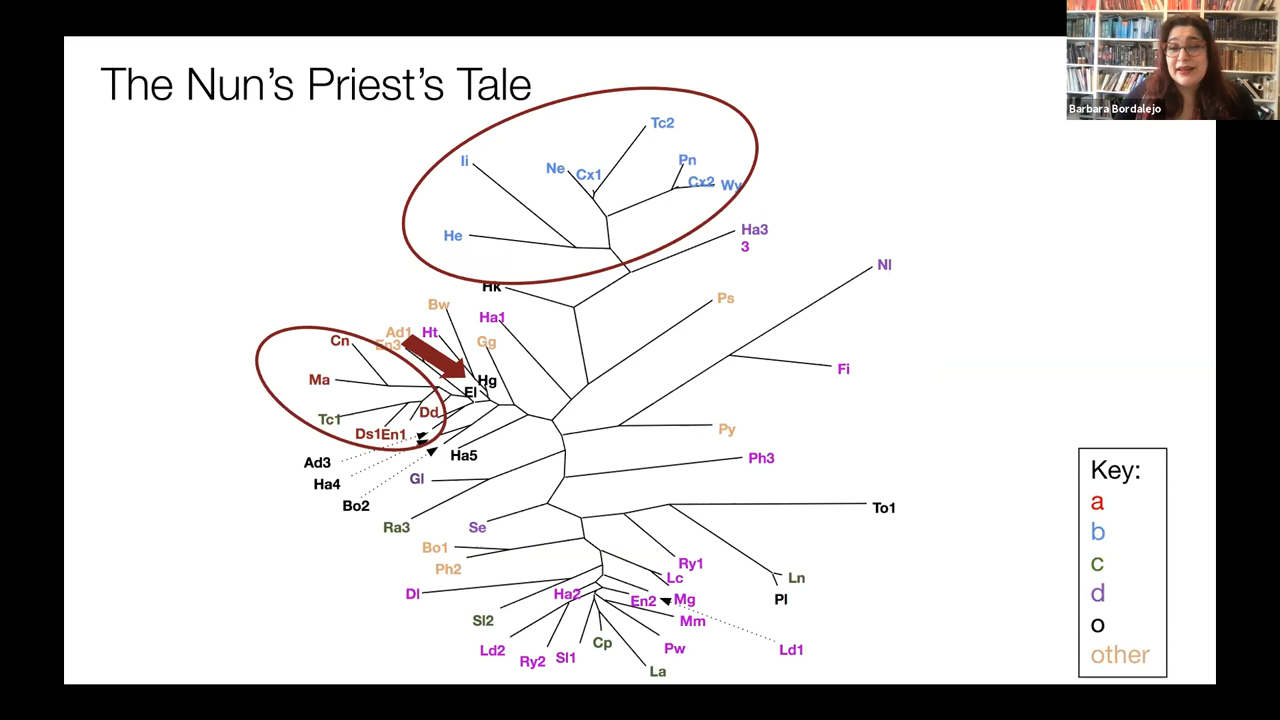 Barbara Bordalejo
The Nun's Priest's Tale
Tc2
Ii
Ne
Cx1
Pn
Cx2
Wy
He
Ha3
3
Nl
Hk
Ps
Bw
Ha1
Ad1
Ht
En3
Gg
Cn
Fi
Ma
Hg
El
Tc1
Dd
Ds1
En1
Py
Ad3
Ha5
Ph3
Ha4
Gl
Bo2
To1
Ra3
Se
Bo1
Ph2
Ry1
Lc
Ln
Dl
Ha2
En2
Mg
Pl
Sl2
Mm
Ld2
Ry2
Sl1
Cp
Pw
Ld1
La
Key:
a
b
c
d
o
other